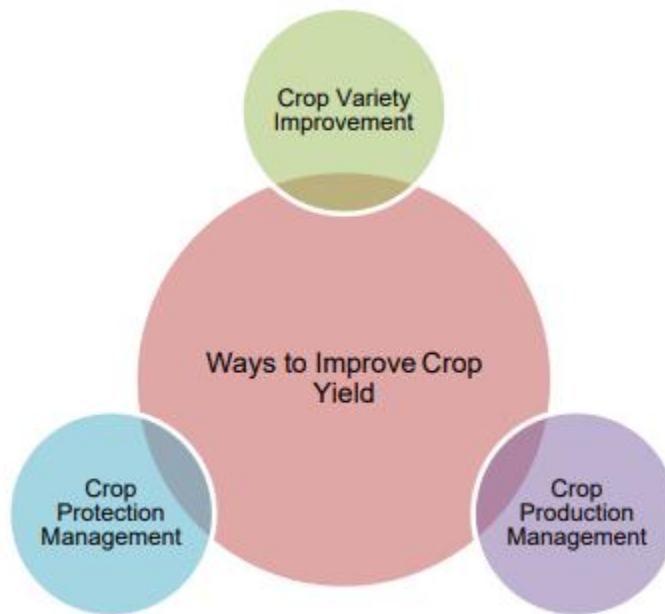 Crop Variety
Improvement
Ways to Improve Crop
Yield
Crop
Protection
Management
Crop
Production
Management